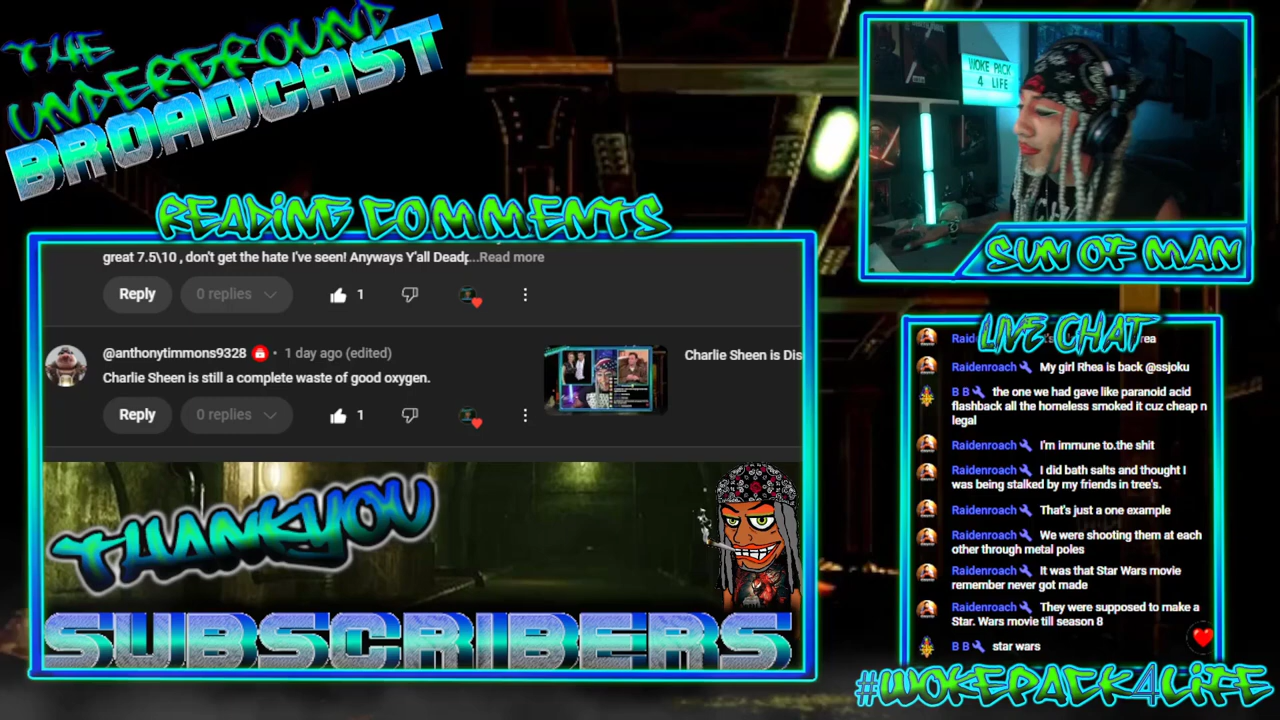 THE
UNDERGROUND
BROADCAST
READING COMMENTS
great 7.5\10 , don't get the hate I've seen! Anyways Y'all Deadp...Read more
Reply 0 replies 1
@anthonytimmons9328 • 1 day ago (edited)
Charlie Sheen is still a complete waste of good oxygen.
Charlie Sheen is Dis
Reply 0 replies 1
THANKYOU
SUBSCRIBERS
WOKE PACK
4 LIFE
SUN OF MAN
LIVE CHAT
Raidenroach My girl Rhea is back @ssjoku
B B the one we had gave like paranoid acid
flashback all the homeless smoked it cuz cheap n
legal
Raidenroach I'm immune to.the shit
Raidenroach I did bath salts and thought I
was being stalked by my friends in tree's.
Raidenroach That's just a one example
Raidenroach We were shooting them at each
other through metal poles
Raidenroach It was that Star Wars movie
remember never got made
Raidenroach They were supposed to make a
Star. Wars movie till season 8
B B star wars
#WOKEPACK4LIFE